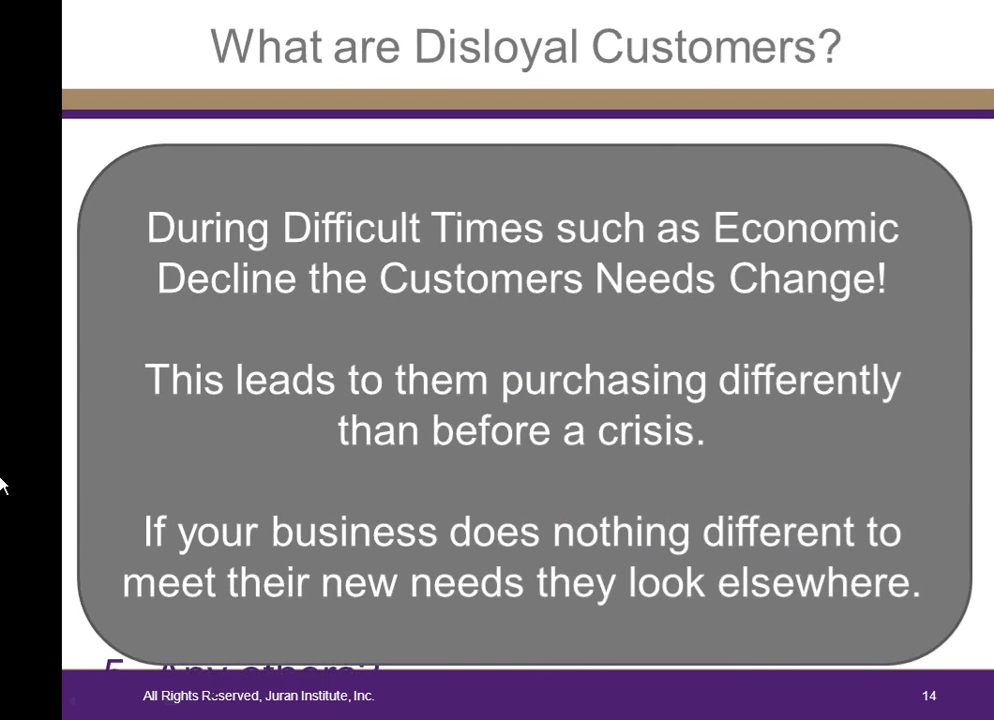 What are Disloyal Customers?
During Difficult Times such as Economic
Decline the Customers Needs Change!
This leads to them purchasing differently
than before a crisis.
If your business does nothing different to
meet their new needs they look elsewhere.
5. Any others?
All Rights Reserved, Juran Institute, Inc.
14